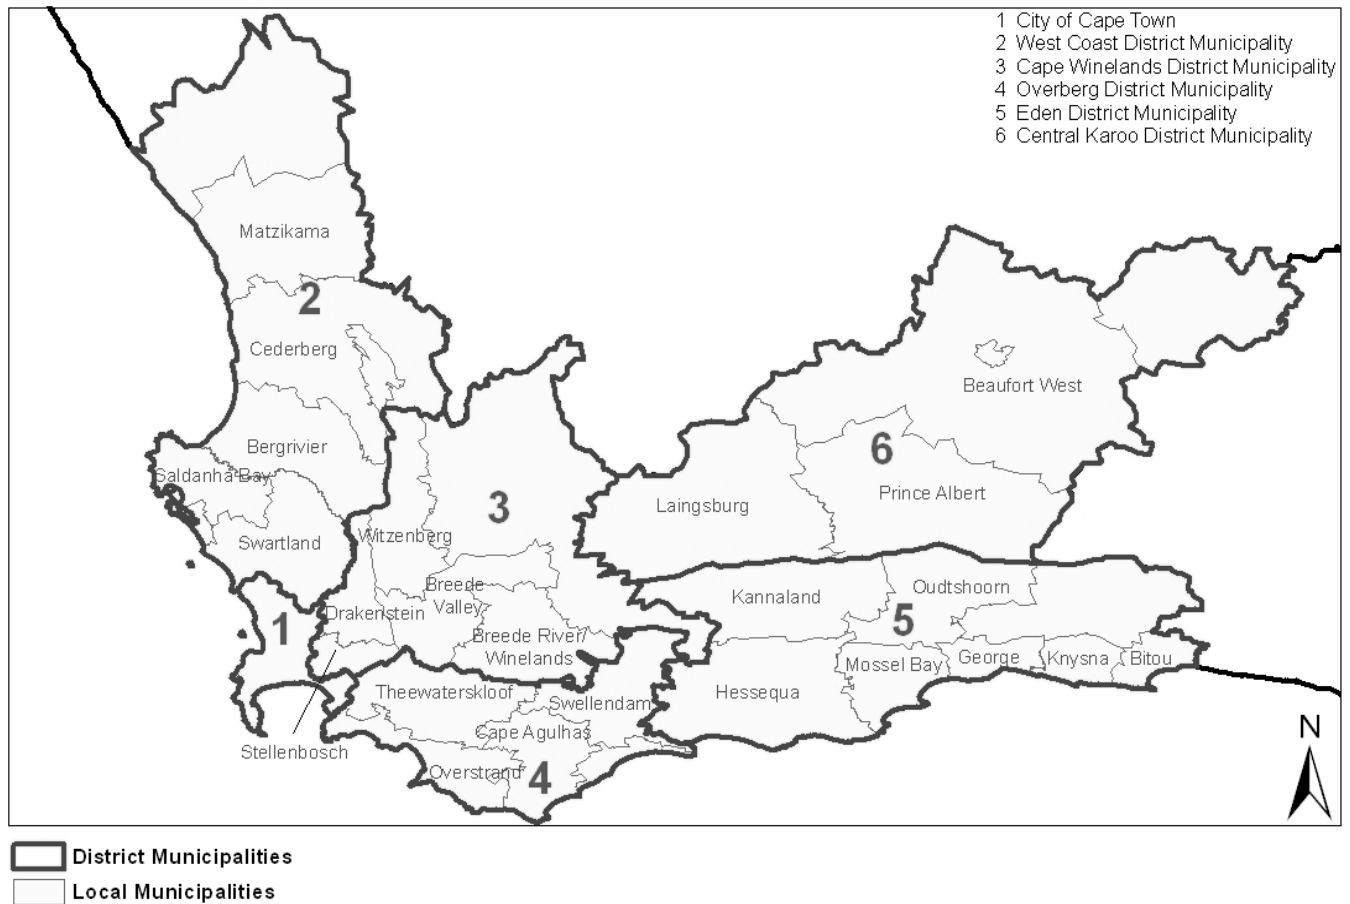 1 City of Cape Town
2 West Coast District Municipality
3 Cape Winelands District Municipality
4 Overberg District Municipality
5 Eden District Municipality
6 Central Karoo District Municipality
Matzikama
2
Cederberg
Beaufort West
Bergrivier
6
Saldanha Bay
Prince Albert
Laingsburg
3
Witzenberg
Swartland
Breede
Valley
Oudtshoorn
Kannaland
Drakenstein
5
1
Breede River/
Winelands
George
Knysna
Bitou
Mossel Bay
Theewaterskloof
Hessequa
Swellendam
Cape Agulhas
Stellenbosch
N
Overstrand
4
District Municipalities
Local Municipalities